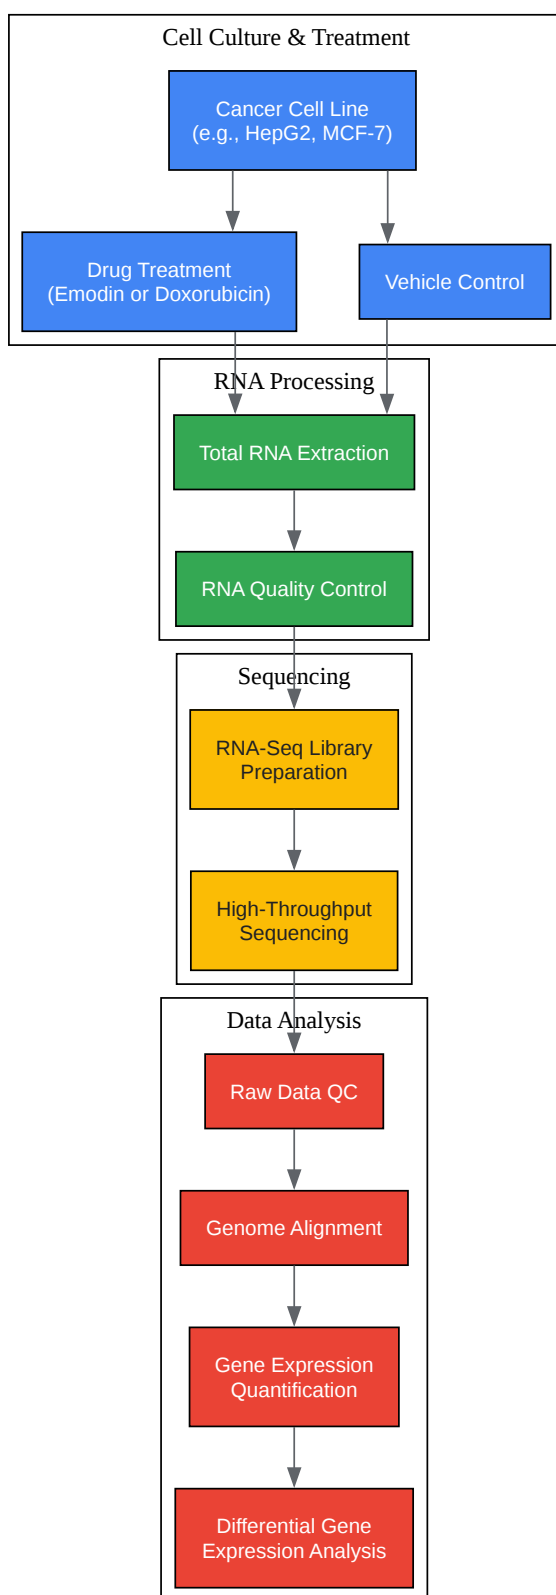 Cell Culture & Treatment
Cancer Cell Line
(e.g., HepG2, MCF-7)
Drug Treatment
(Emodin or Doxorubicin)
Vehicle Control
RNA Processing
Total RNA Extraction
RNA Quality Control
Sequencing
RNA-Seq Library
Preparation
High-Throughput
Sequencing
Data Analysis
Raw Data QC
Genome Alignment
Gene Expression
Quantification
Differential Gene
Expression Analysis